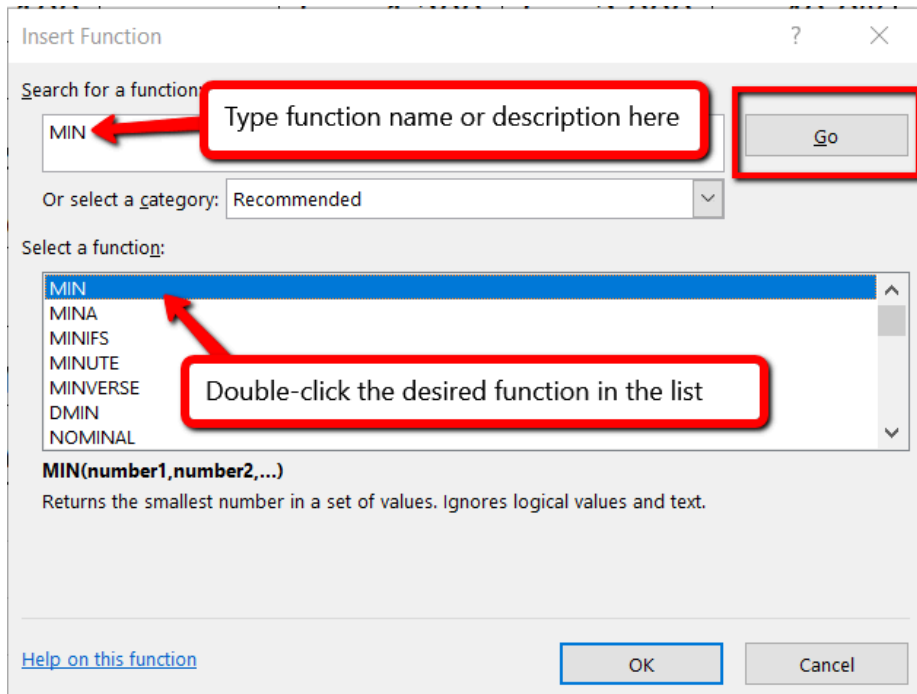 Insert Function ? ×
Search for a function:
Type function name or description here
MIN
Go
Or select a category: Recommended
Select a function:
MIN
MINA
MINIFS
MINUTE
MINVERSE
DMIN
NOMINAL
Double-click the desired function in the list
MIN(number1,number2,...)
Returns the smallest number in a set of values. Ignores logical values and text.
Help on this function
OK
Cancel